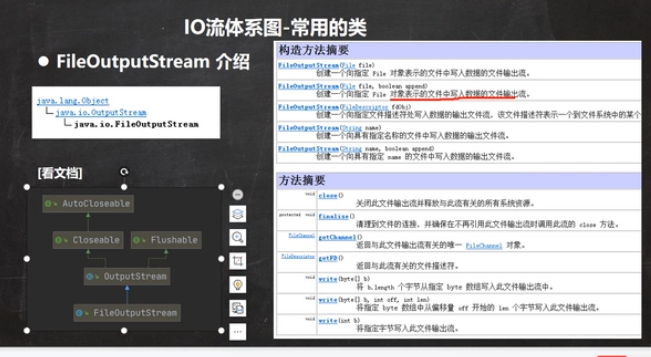 IO流体系图-常用的类
● FileOutputStream 介绍
java.lang.Object
java.io.OutputStream
java.io.FileOutputStream
[看文档]
AutoCloseable
Closeable
Flushable
OutputStream
FileOutputStream
构造方法摘要
FileOutputStream(File file)
创建一个向指定 File 对象表示的文件中写入数据的文件输出流。
FileOutputStream(File file, boolean append)
创建一个向指定 File 对象表示的文件中写入数据的文件输出流。
FileOutputStream(FileDescriptor fdObj)
创建一个向指定文件描述符处写入数据的输出文件流，该文件描述符表示一个到文件系统中的某个
FileOutputStream(String name)
创建一个向具有指定名称的文件中写入数据的输出文件流。
FileOutputStream(String name, boolean append)
创建一个向具有指定 name 的文件中写入数据的输出文件流。
方法摘要
void close()
关闭此文件输出流并释放与此流有关的所有系统资源。
protected void finalize()
清理到文件的连接，并确保在不再引用此文件输出流时调用此流的 close 方法。
FileChannel getChannel()
返回与此文件输出流有关的唯一 FileChannel 对象。
FileDescriptor getFD()
返回与此流有关的文件描述符。
void write(byte[] b)
将 b.length 个字节从指定 byte 数组写入此文件输出流中。
void write(byte[] b, int off, int len)
将指定 byte 数组中从偏移量 off 开始的 len 个字节写入此文件输出流。
void write(int b)
将指定字节写入此文件输出流。